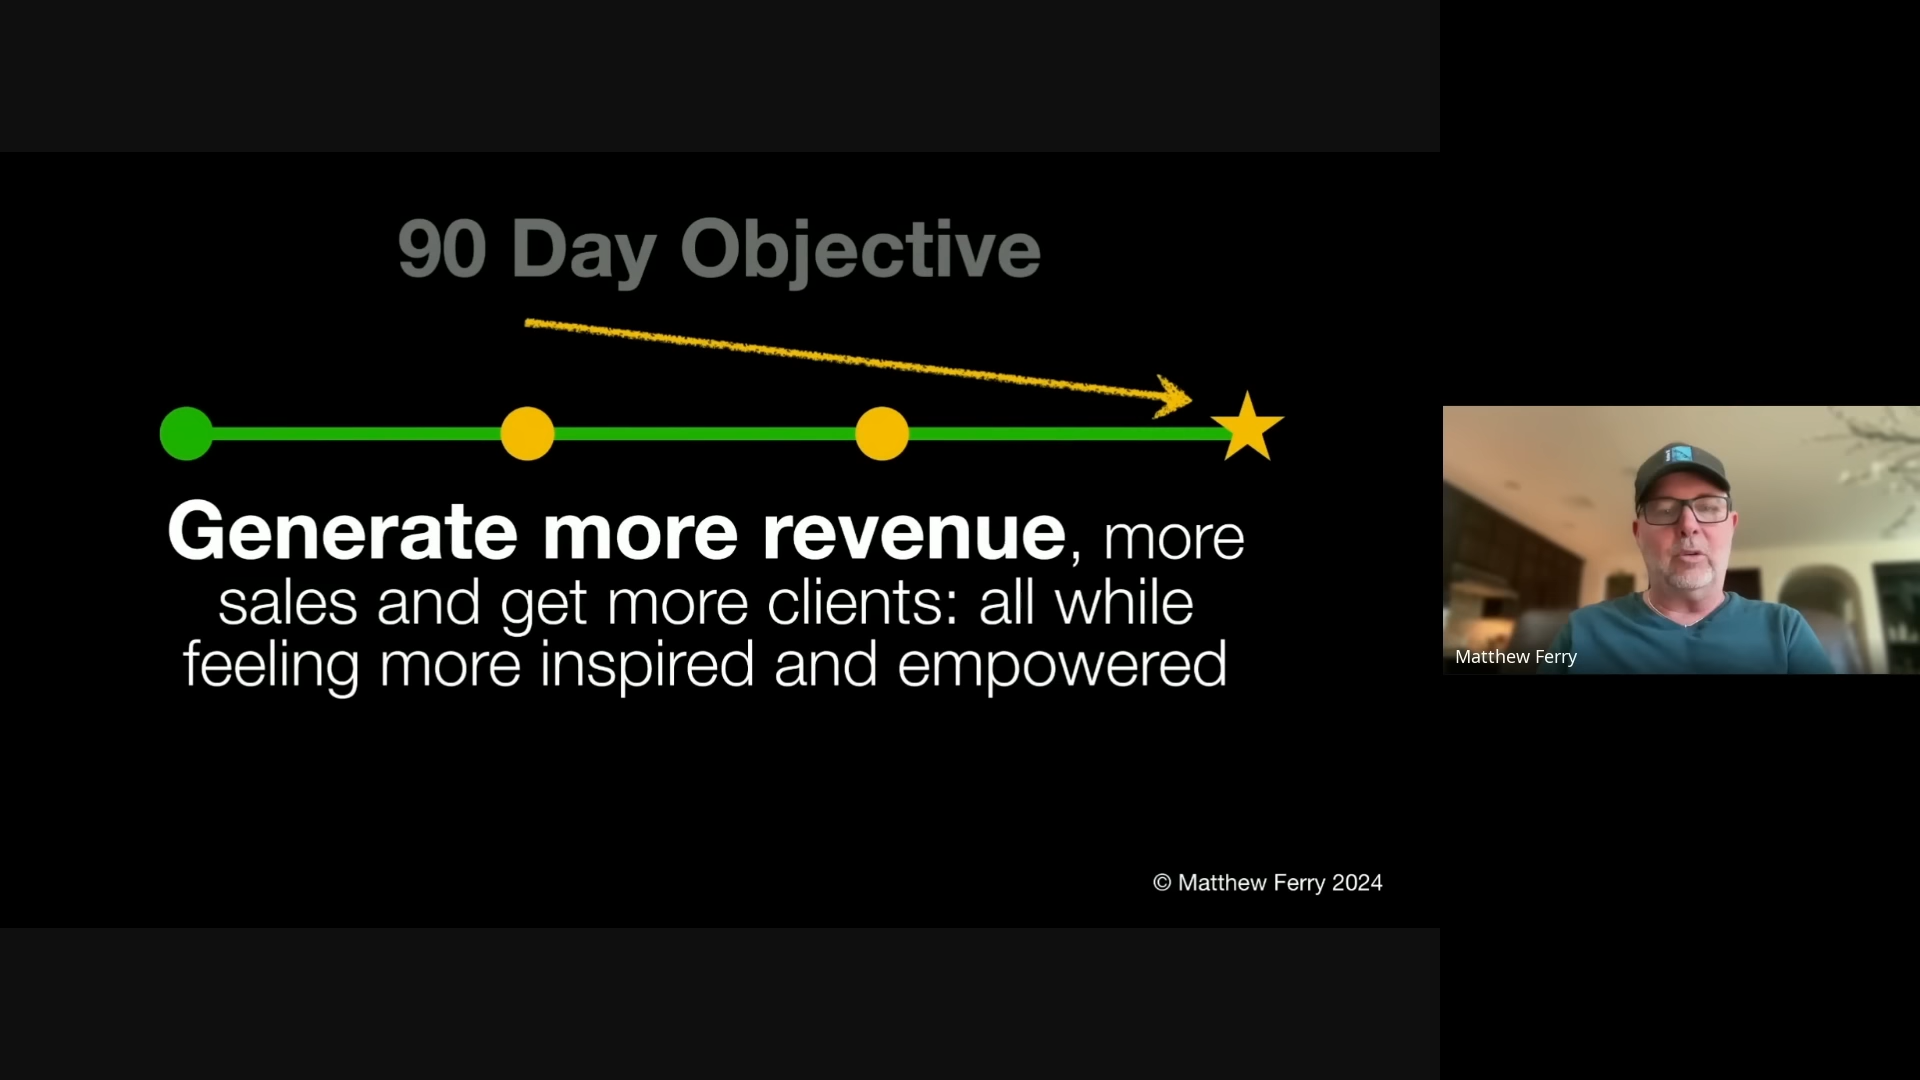 90 Day Objective
Generate more revenue, more
sales and get more clients: all while
feeling more inspired and empowered
Matthew Ferry
© Matthew Ferry 2024